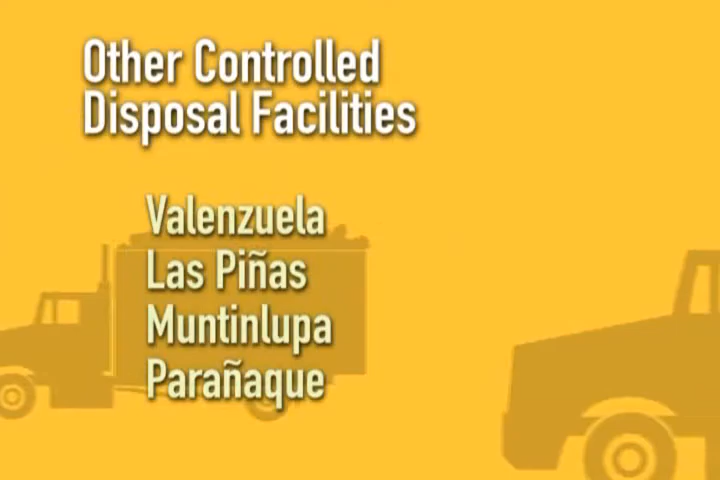 Other Controlled
Disposal Facilities
Valenzuela
Las Piñas
Muntinlupa
Parañaque